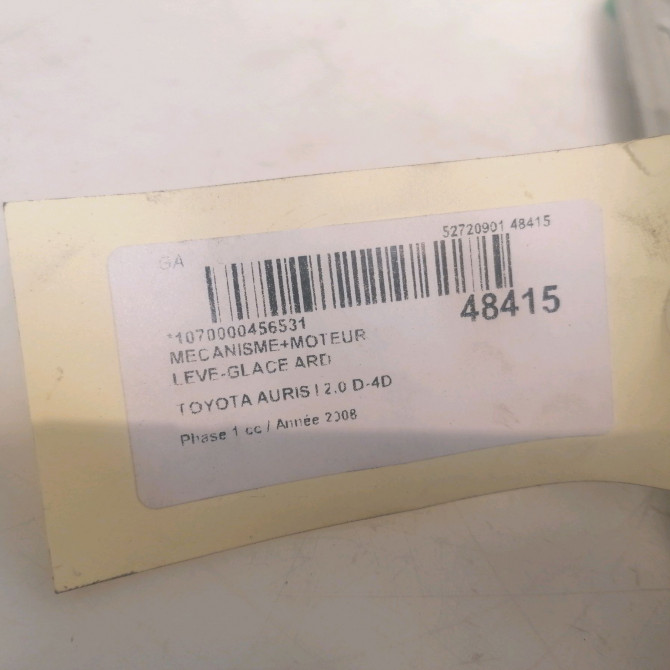 52720901 48415
GA
48415
*1070000456531
MECANISME+MOTEUR
LEVE-GLACE ARD
TOYOTA AURIS I 2.0 D-4D
Phase 1 cc / Année 2008